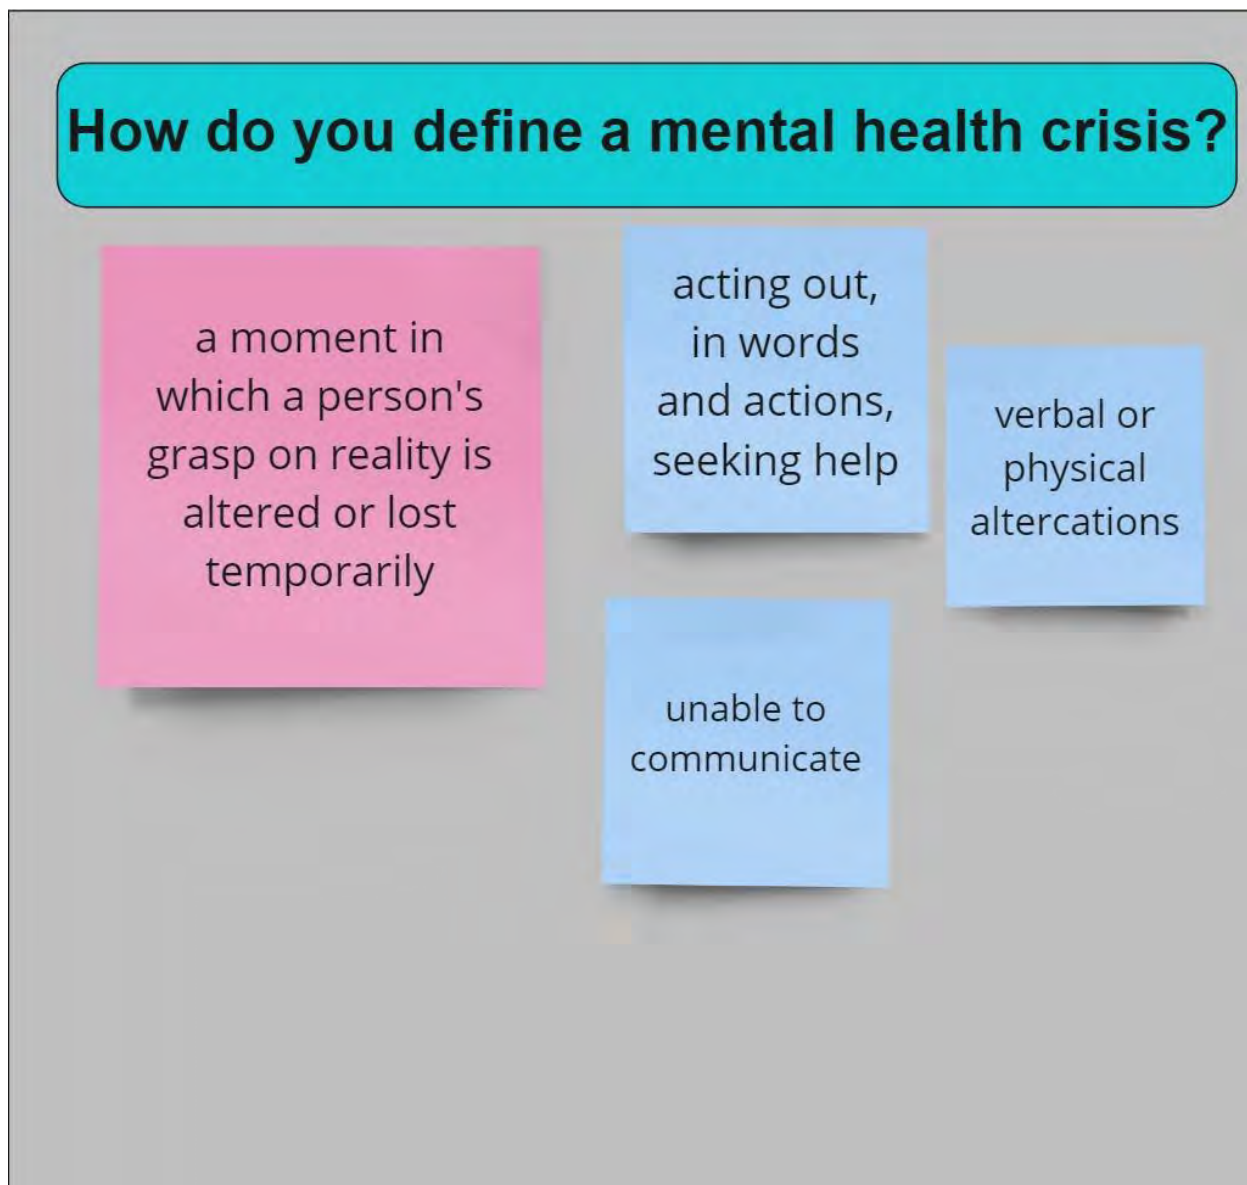 How do you define a mental health crisis?
a moment in
which a person's
grasp on reality is
altered or lost
temporarily
acting out,
in words
and actions,
seeking help
verbal or
physical
altercations
unable to
communicate